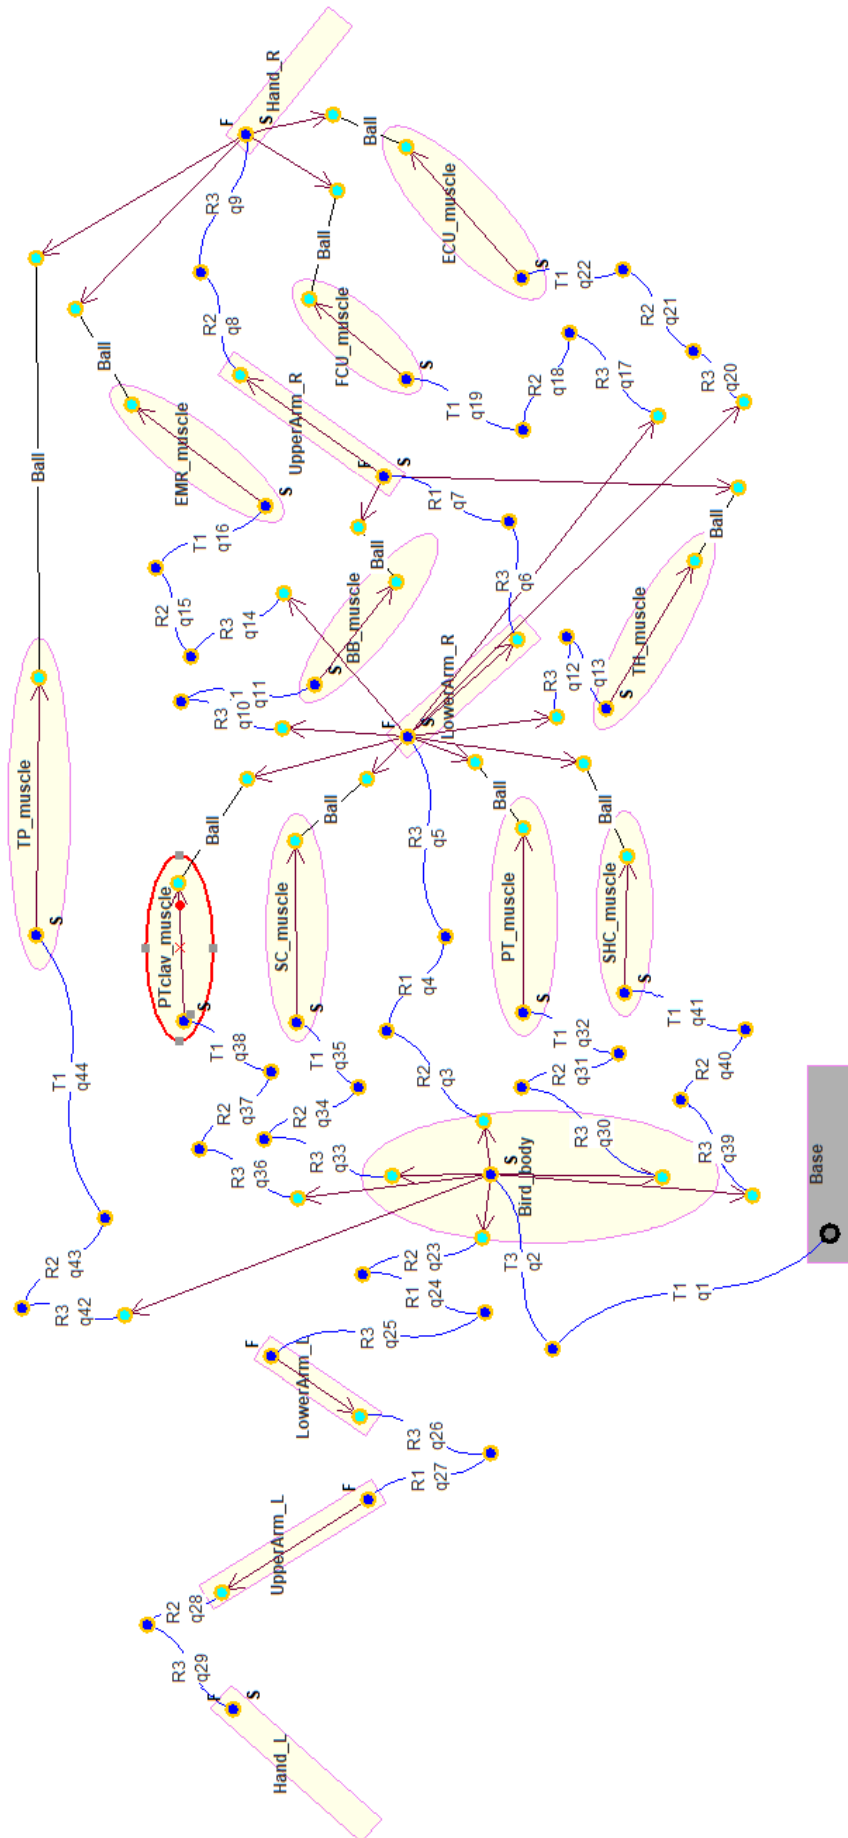 F
S
Hand_R
Ball
R3
q9
ECU_muscle
S
T1
q22
R2
q21
R3
q20
Ball
FCU_muscle
S
T1
q19
R2
q18
R3
q17
R2
q8
UpperArm_R
F
S
R1
q7
R3
q6
Ball
Ball
EMR_muscle
S
T1
q16
R2
q15
R3
q14
Ball
BB_muscle
S
1
q11
R3
q10
Ball
TH_muscle
S
q13
R3
q12
LowerArm_R
F
S
TP_muscle
S
T1
q44
R2
q43
R3
q42
Ball
PTclav_muscle
S
T1
q38
R2
q37
R3
q36
Ball
SC_muscle
S
T1
q35
R2
q34
R3
q33
R3
q5
R1
q4
R2
q3
Ball
PT_muscle
S
T1
q32
R2
q31
R3
q30
Ball
SHC_muscle
S
T1
q41
R2
q40
R3
q39
S
Bird_body
T3
q2
T1
q1
Base
R2
q23
R1
q24
R3
q25
F
LowerArm_L
R3
q26
R1
q27
F
UpperArm_L
R2
q28
R3
q29
F
S
Hand_L